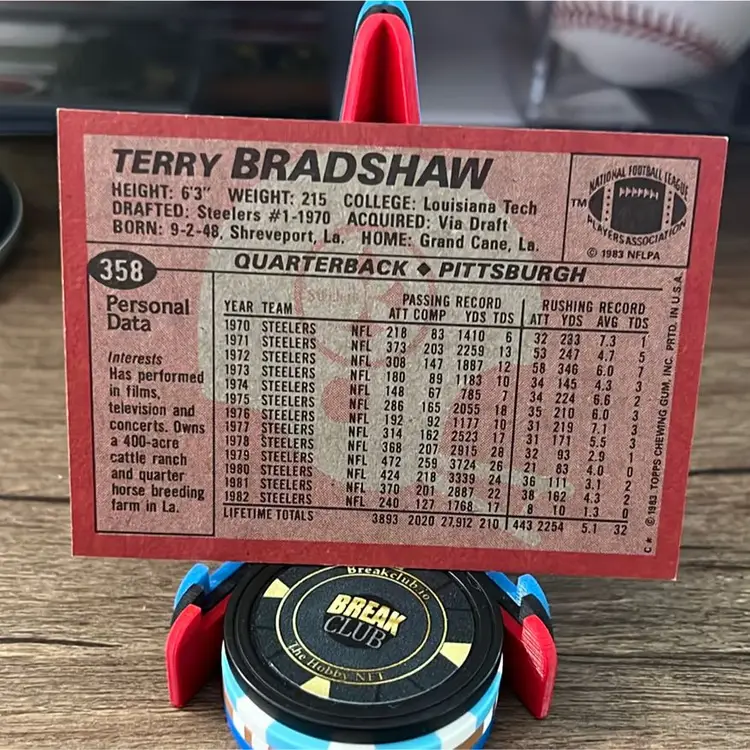 TERRY BRADSHAW
HEIGHT: 6'3" WEIGHT: 215 COLLEGE: Louisiana Tech
DRAFTED: Steelers #1-1970 ACQUIRED: Via Draft
BORN: 9-2-48, Shreveport, La. HOME: Grand Cane, La.
NATIONAL FOOTBALL LEAGUE
PLAYERS ASSOCIATION
TM
© 1983 NFLPA
358
QUARTERBACK ◆ PITTSBURGH
Personal
Data
Interests
Has performed
in films,
television and
concerts. Owns
a 400-acre
cattle ranch
and quarter
horse breeding
farm in La.
PASSING RECORD RUSHING RECORD
YEAR TEAM ATT COMP YDS TDS ATT YDS AVG TDS
1970 STEELERS NFL 218 83 1410 6 32 233 7.3 1
1971 STEELERS NFL 373 203 2259 13 53 247 4.7 5
1972 STEELERS NFL 308 147 1887 12 58 346 6.0 7
1973 STEELERS NFL 180 89 1183 10 34 145 4.3 3
1974 STEELERS NFL 148 67 785 7 34 224 6.6 2
1975 STEELERS NFL 286 165 2055 18 35 210 6.0 3
1976 STEELERS NFL 192 92 1177 10 31 219 7.1 3
1977 STEELERS NFL 314 162 2523 17 31 171 5.5 3
1978 STEELERS NFL 368 207 2915 28 32 93 2.9 1
1979 STEELERS NFL 472 259 3724 26 21 83 4.0 0
1980 STEELERS NFL 424 218 3339 24 36 111 3.1 2
1981 STEELERS NFL 370 201 2887 22 38 162 4.3 2
1982 STEELERS NFL 240 127 1768 17 8 10 1.3 0
LIFETIME TOTALS 3893 2020 27,912 210 443 2254 5.1 32
C* © 1983 TOPPS CHEWING GUM, INC. PRTD. IN U.S.A.
Breakclub.to
BREAK
CLUB
The Hobby NFT